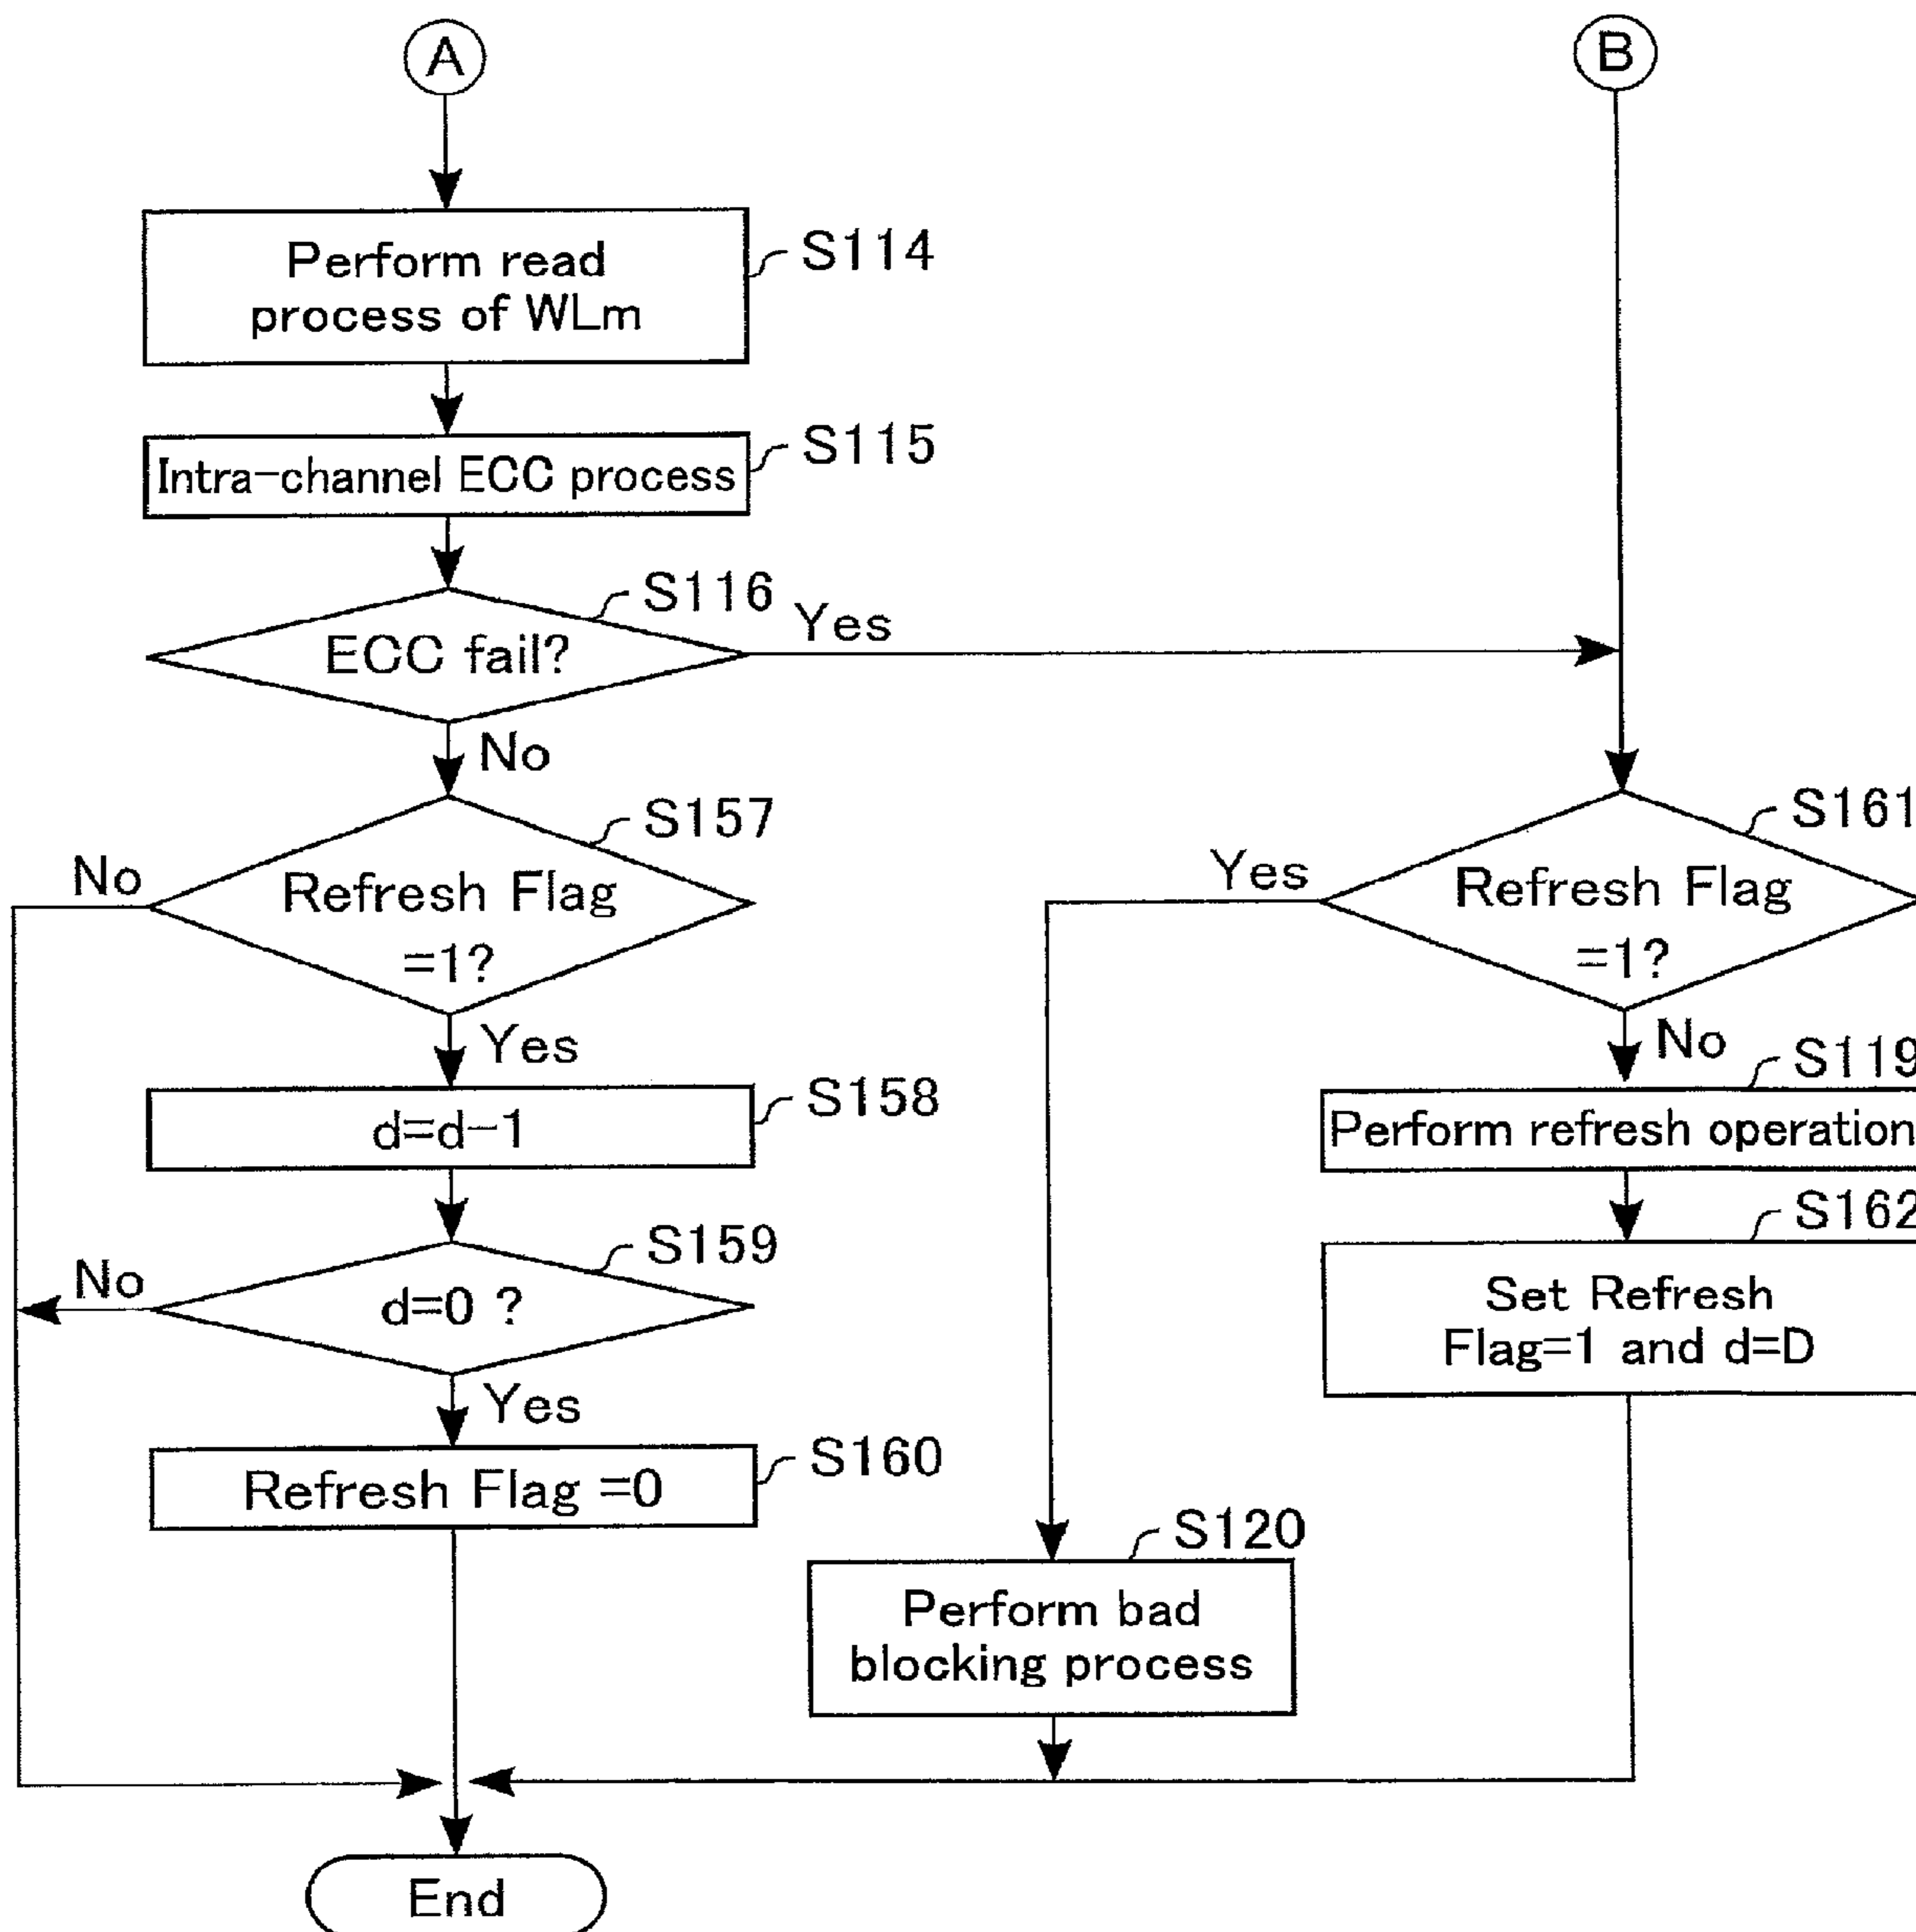 A
B
Perform read
process of WLm
S114
Intra-channel ECC process
S115
S116
ECC fail?
Yes
No
S157
Refresh Flag
=1?
No
Yes
S161
Refresh Flag
=1?
Yes
No
d=d-1
S158
S119
Perform refresh operation
S159
d=0 ?
No
Yes
S162
Set Refresh
Flag=1 and d=D
Refresh Flag =0
S160
S120
Perform bad
blocking process
End